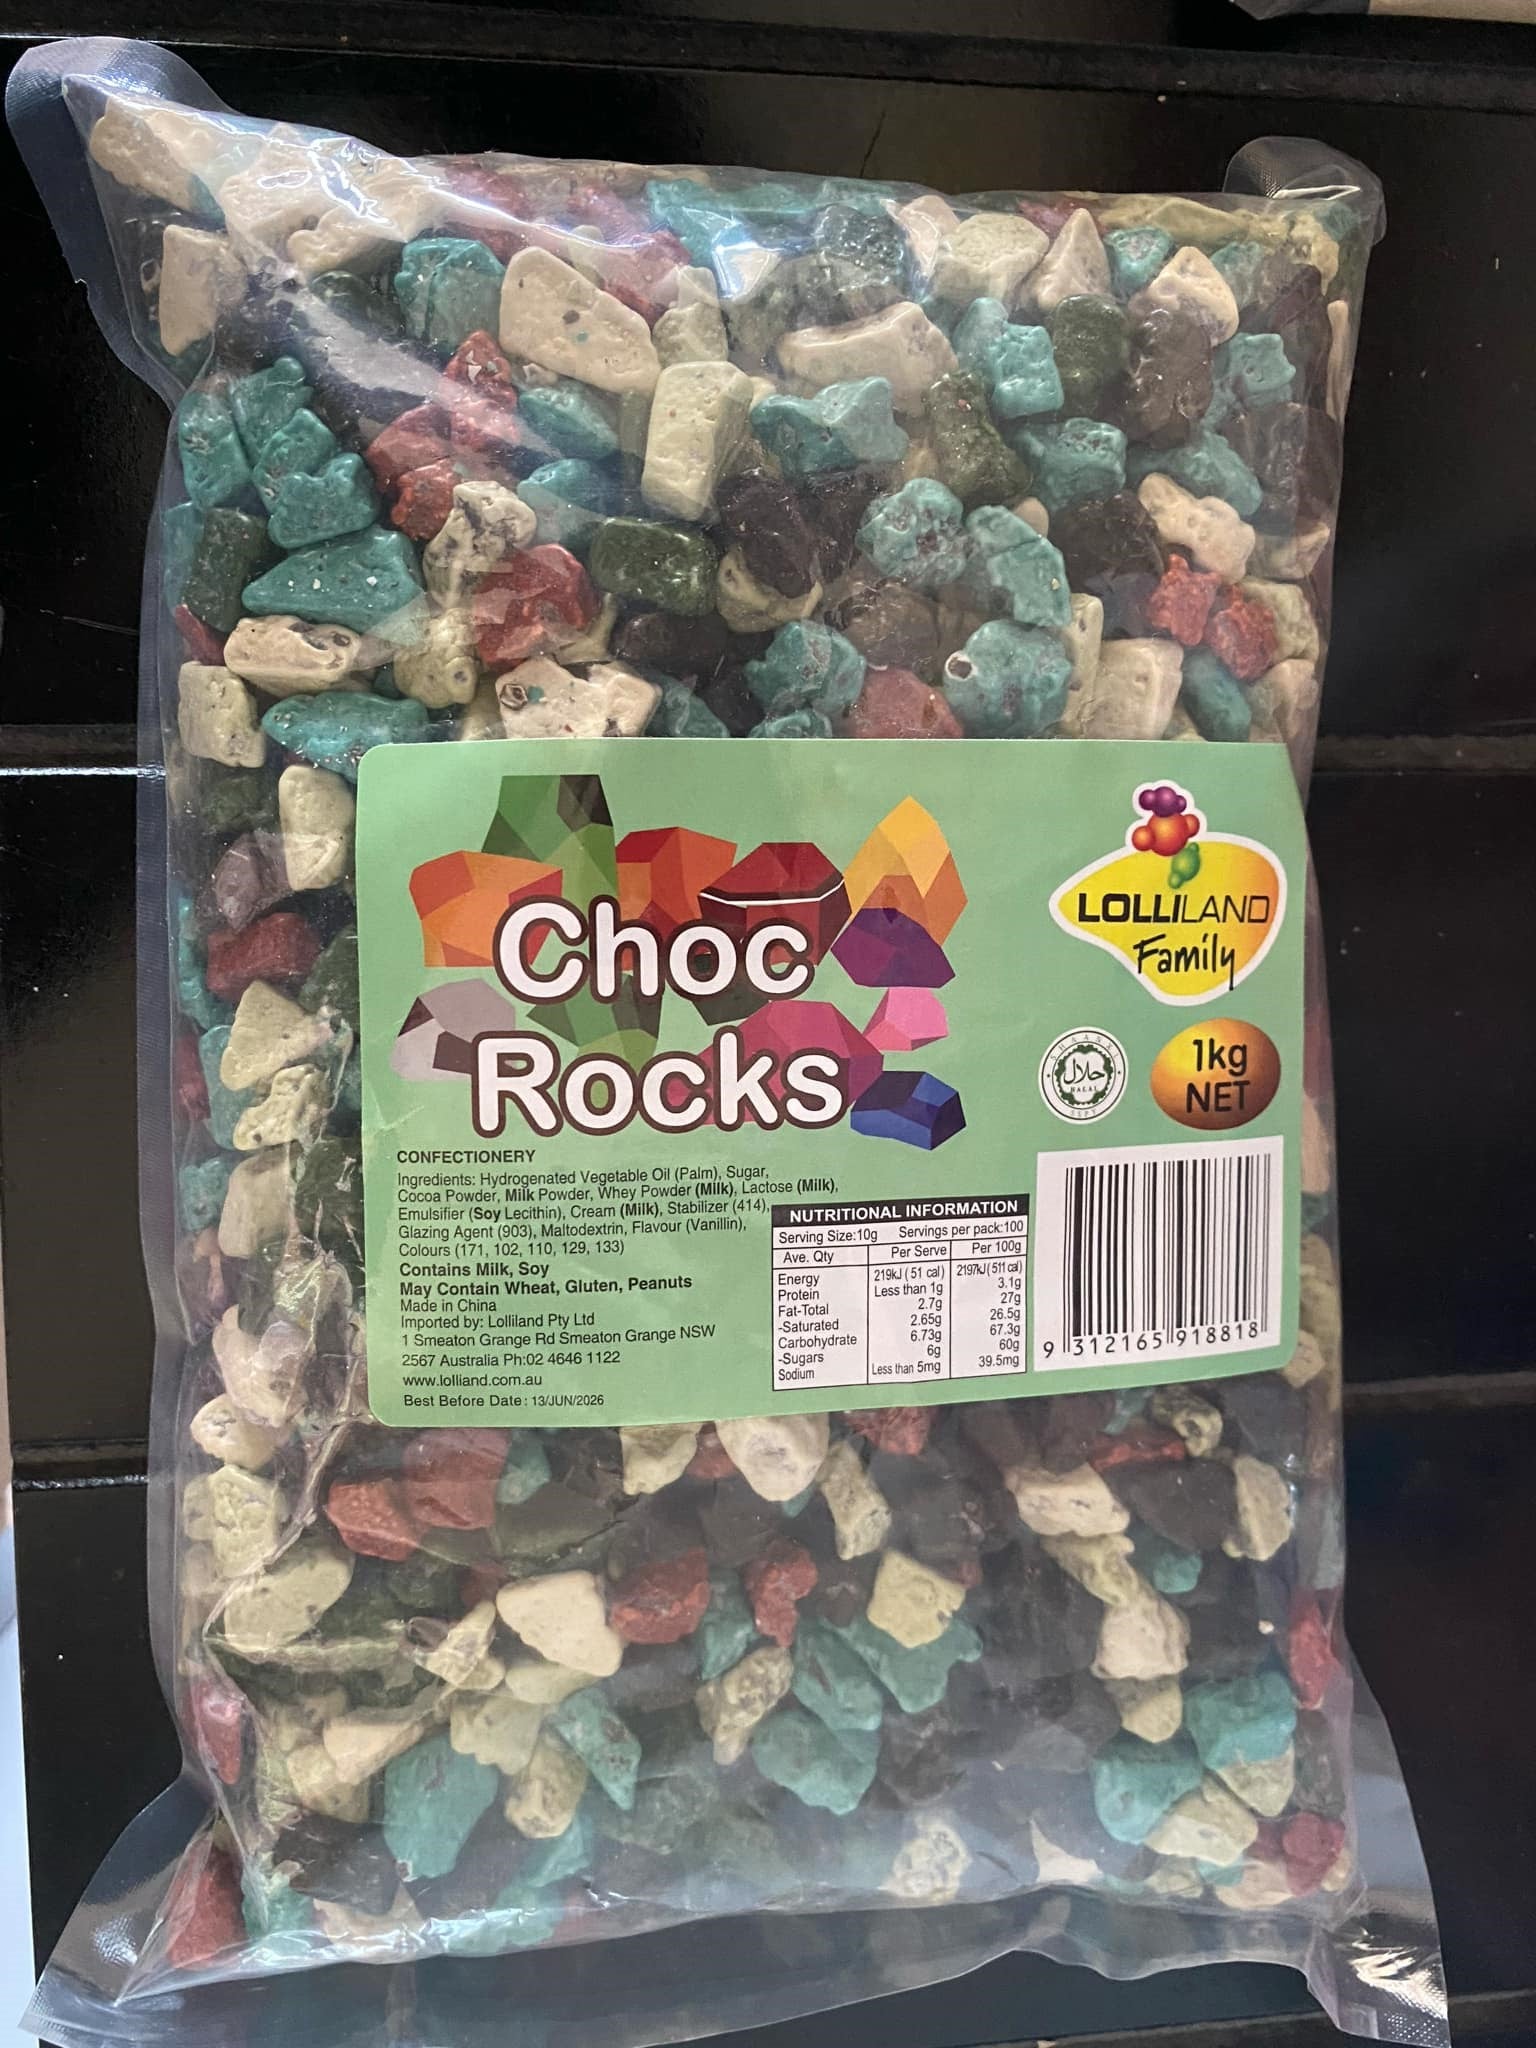 Choc
Rocks
LOLLILAND
Family
حلال
HALAL
1kg
NET
CONFECTIONERY
Ingredients: Hydrogenated Vegetable Oil (Palm), Sugar,
Cocoa Powder, Milk Powder, Whey Powder (Milk), Lactose (Milk),
Emulsifier (Soy Lecithin), Cream (Milk), Stabilizer (414),
Glazing Agent (903), Maltodextrin, Flavour (Vanillin),
Colours (171, 102, 110, 129, 133)
Contains Milk, Soy
May Contain Wheat, Gluten, Peanuts
Made in China
Imported by: Lolliland Pty Ltd
1 Smeaton Grange Rd Smeaton Grange NSW
2567 Australia Ph:02 4646 1122
www.lolliland.com.au
Best Before Date: 13/JUN/2026
NUTRITIONAL INFORMATION
Serving Size:10g Servings per pack:100
Ave. Qty Per Serve Per 100g
Energy 219kJ (51 cal) 2197kJ (511 cal)
Protein Less than 1g 3.1g
Fat-Total 2.7g 27g
-Saturated 2.65g 26.5g
Carbohydrate 6.73g 67.3g
-Sugars 6g 60g
Sodium Less than 5mg 39.5mg
9 312165 918818